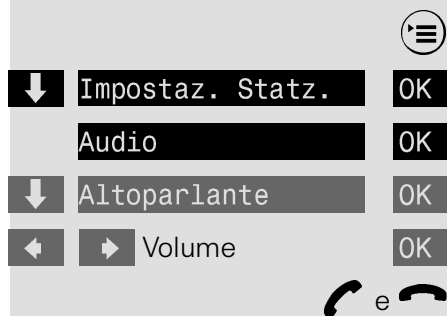 Impostaz. Statz. OK
Audio OK
Altoparlante OK
Volume OK
e